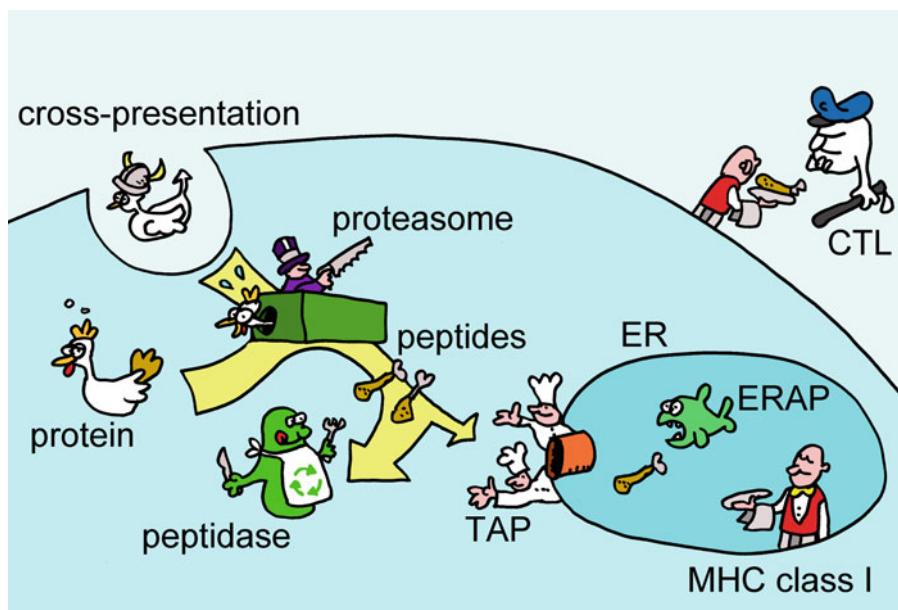 cross-presentation
proteasome
CTL
peptides
ER
ERAP
protein
peptidase
TAP
MHC class I